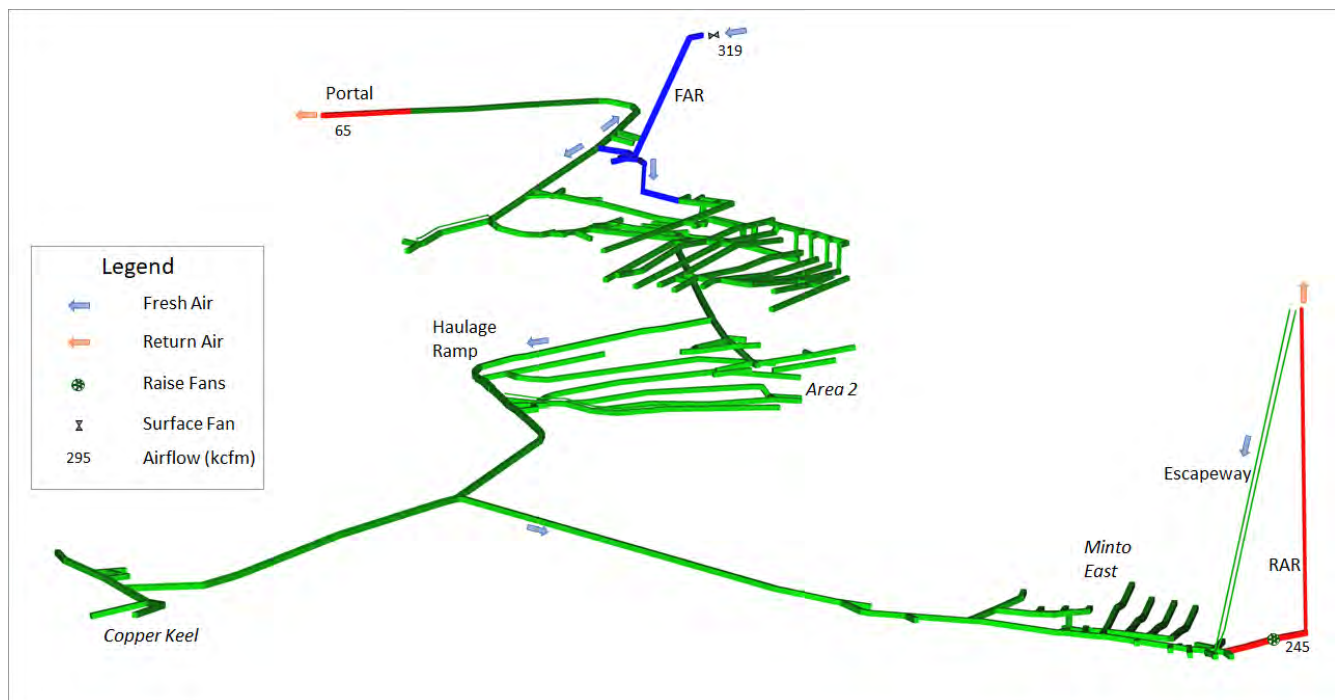 319
FAR
Portal
65
Legend
Fresh Air
Return Air
Raise Fans
Surface Fan
295 Airflow (kcfm)
Haulage
Ramp
Area 2
Escapeway
Minto
East
RAR
245
Copper Keel